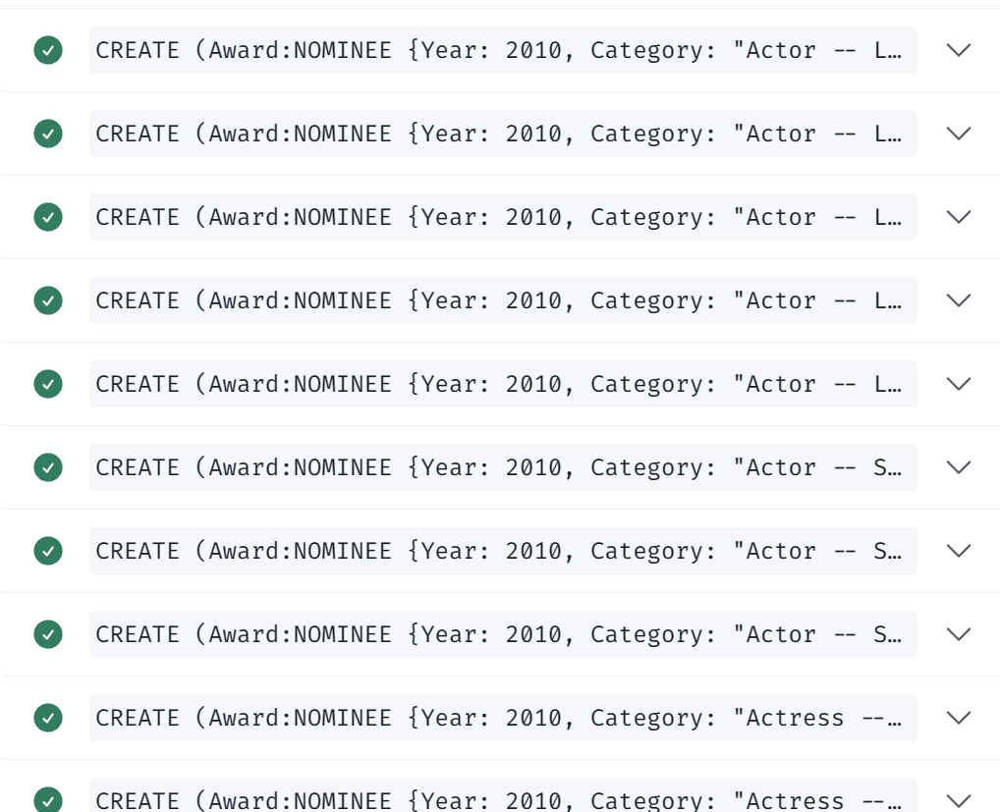 CREATE (Award:NOMINEE {Year: 2010, Category: "Actor -- L…
CREATE (Award:NOMINEE {Year: 2010, Category: "Actor -- L…
CREATE (Award:NOMINEE {Year: 2010, Category: "Actor -- L…
CREATE (Award:NOMINEE {Year: 2010, Category: "Actor -- L…
CREATE (Award:NOMINEE {Year: 2010, Category: "Actor -- L…
CREATE (Award:NOMINEE {Year: 2010, Category: "Actor -- S…
CREATE (Award:NOMINEE {Year: 2010, Category: "Actor -- S…
CREATE (Award:NOMINEE {Year: 2010, Category: "Actor -- S…
CREATE (Award:NOMINEE {Year: 2010, Category: "Actress --…
CREATE (Award:NOMINEE {Year: 2010, Category: "Actress --…